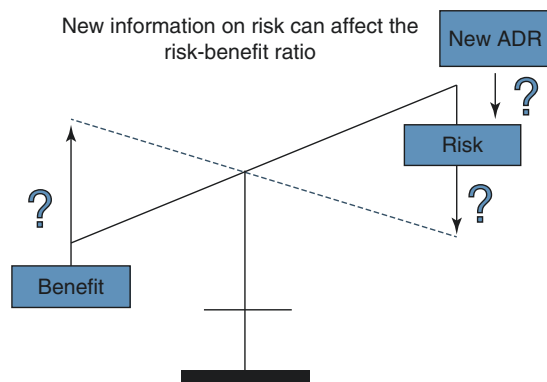 New information on risk can affect the
risk-benefit ratio
New ADR
?
Risk
?
?
Benefit